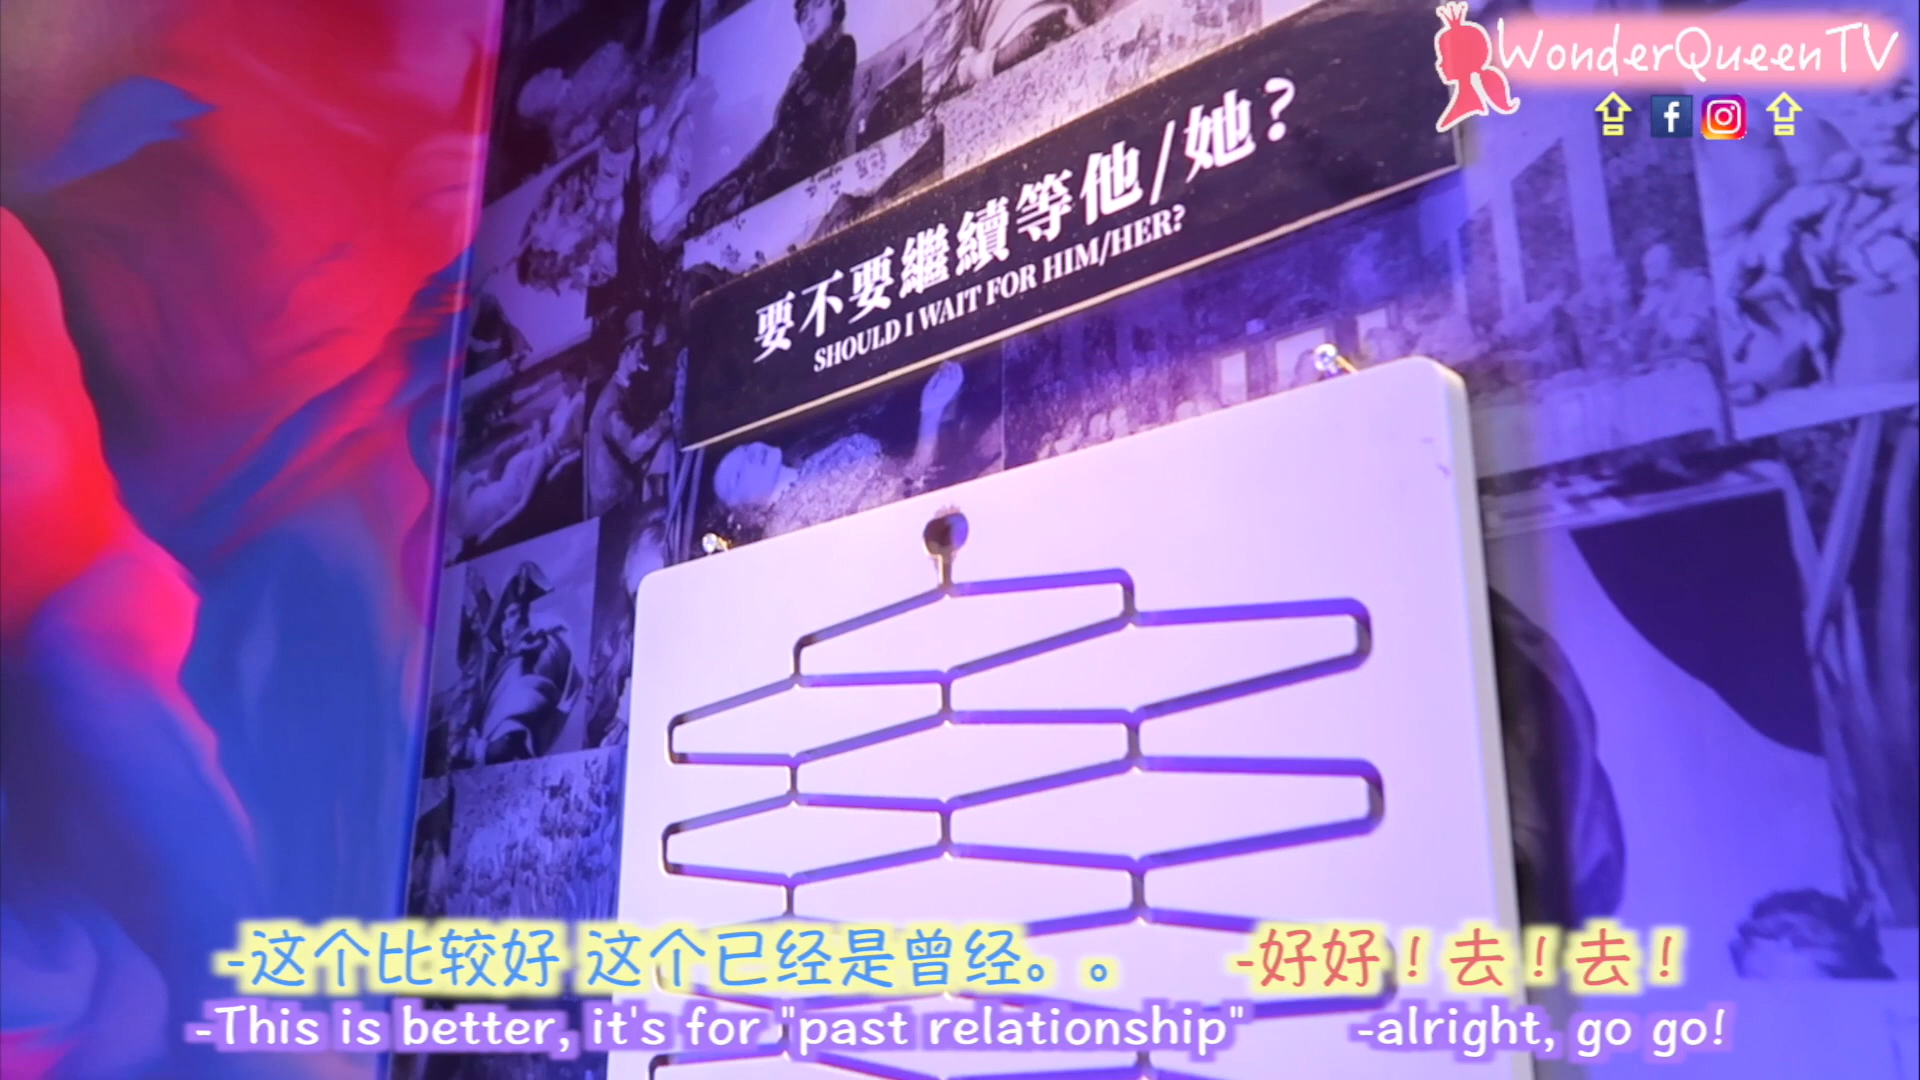 WonderQueenTV
要不要繼續等他/她?
SHOULD I WAIT FOR HIM/HER?
-这个比较好 这个已经是曾经。。 -好好！去！去！
-This is better, it's for "past relationship" -alright, go go!